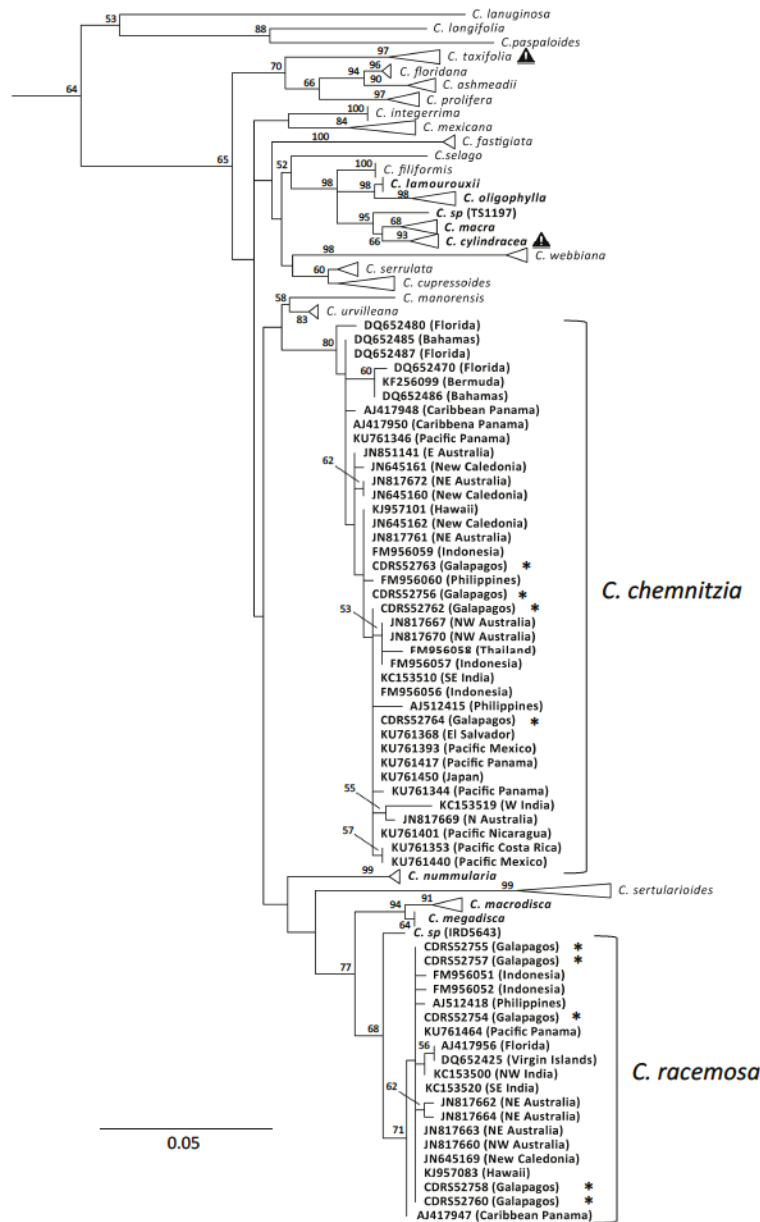 53
C. lanuginosa
88
C. longifolia
C.paspaloides
64
97
C. taxifolia
70
96
C. floridana
94
90
C. ashmeadii
66
97
C. prolifera
100
C. integerrima
84
C. mexicana
65
100
C. fastigiata
52
C.selago
100
C. filiformis
98
98
C. lamourouxii
98
C. oligophylla
95
C. sp (TS1197)
68
C. macra
93
66
C. cylindracea
98
C. webbiana
60
C. serrulata
C. cupressoides
58
C. manorensis
83
C. urvilleana
80
DQ652480 (Florida)
DQ652485 (Bahamas)
DQ652487 (Florida)
60
DQ652470 (Florida)
KF256099 (Bermuda)
DQ652486 (Bahamas)
AJ417948 (Caribbean Panama)
AJ417950 (Caribbena Panama)
KU761346 (Pacific Panama)
JN851141 (E Australia)
62
JN645161 (New Caledonia)
JN817672 (NE Australia)
JN645160 (New Caledonia)
KJ957101 (Hawaii)
JN645162 (New Caledonia)
JN817761 (NE Australia)
FM956059 (Indonesia)
CDRS52763 (Galapagos) *
FM956060 (Philippines)
C. chemnitzia
CDRS52756 (Galapagos) *
53
CDRS52762 (Galapagos) *
JN817667 (NW Australia)
JN817670 (NW Australia)
FM956058 (Thailand)
FM956057 (Indonesia)
KC153510 (SE India)
FM956056 (Indonesia)
AJ512415 (Philippines)
CDRS52764 (Galapagos) *
KU761368 (El Salvador)
KU761393 (Pacific Mexico)
KU761417 (Pacific Panama)
KU761450 (Japan)
55
KU761344 (Pacific Panama)
KC153519 (W India)
JN817669 (N Australia)
57
KU761401 (Pacific Nicaragua)
KU761353 (Pacific Costa Rica)
KU761440 (Pacific Mexico)
99
C. nummularia
99
C. sertularioides
91
94
C. macrodisca
64
C. megadisca
77
C. sp (IRD5643)
CDRS52755 (Galapagos) *
CDRS52757 (Galapagos) *
FM956051 (Indonesia)
FM956052 (Indonesia)
AJ512418 (Philippines)
CDRS52754 (Galapagos) *
68
KU761464 (Pacific Panama)
56
AJ417956 (Florida)
DQ652425 (Virgin Islands)
KC153500 (NW India)
C. racemosa
KC153520 (SE India)
62
JN817662 (NE Australia)
JN817664 (NE Australia)
JN817663 (NE Australia)
71
JN817660 (NW Australia)
JN645169 (New Caledonia)
KJ957083 (Hawaii)
CDRS52758 (Galapagos) *
CDRS52760 (Galapagos) *
AJ417947 (Caribbean Panama)
0.05